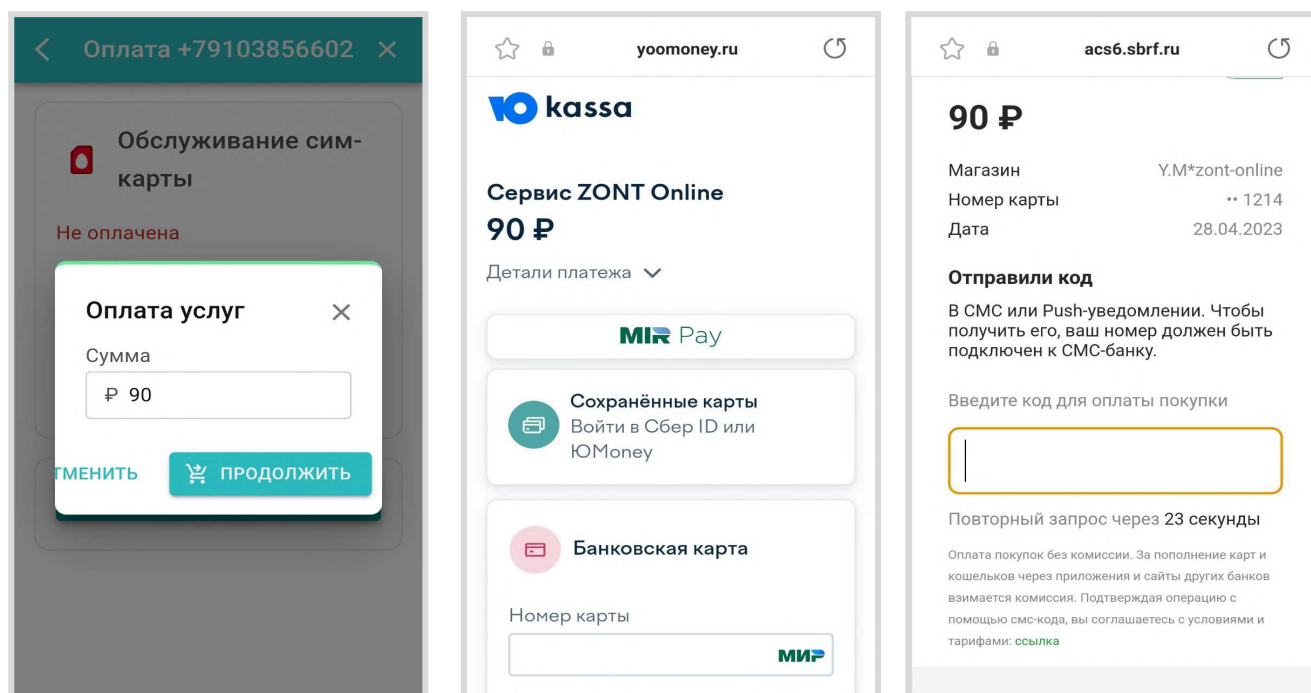 Оплата +79103856602
Обслуживание сим-
карты
Не оплачена
Оплата услуг
Сумма
₽ 90
ТМЕНИТЬ
ПРОДОЛЖИТЬ
yoomoney.ru
Ю kassa
Сервис ZONT Online
90 ₽
Детали платежа
MIR Pay
Сохранённые карты
Войти в Сбер ID или
ЮMoney
Банковская карта
Номер карты
МИР
acs6.sbrf.ru
90 ₽
Магазин Y.M*zont-online
Номер карты •• 1214
Дата 28.04.2023
Отправили код
В СМС или Push-уведомлении. Чтобы
получить его, ваш номер должен быть
подключен к СМС-банку.
Введите код для оплаты покупки
Повторный запрос через 23 секунды
Оплата покупок без комиссии. За пополнение карт и
кошельков через приложения и сайты других банков
взимается комиссия. Подтверждая операцию с
помощью смс-кода, вы соглашаетесь с условиями и
тарифами: ссылка